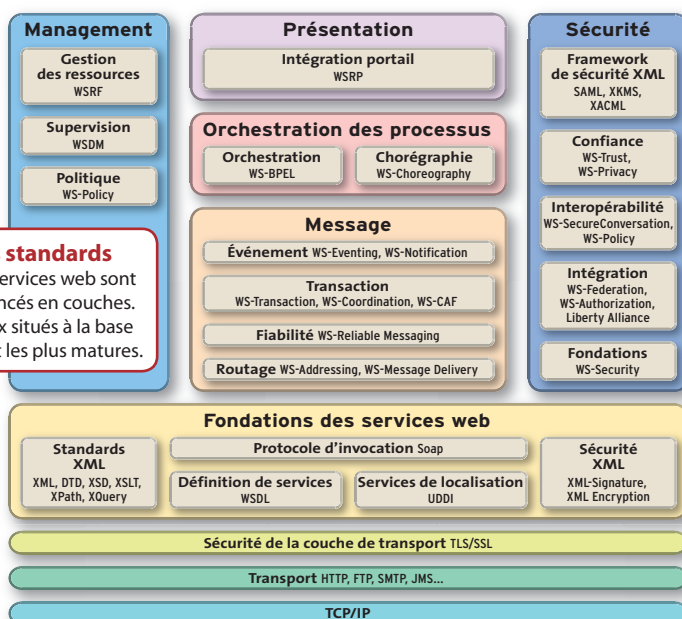 Management
Gestion
des ressources
WSRF
Supervision
WSDM
Politique
WS-Policy
standards
services web sont
ncés en couches.
x situés à la base
t les plus matures.
Présentation
Intégration portail
WSRP
Orchestration des processus
Orchestration
WS-BPEL
Chorégraphie
WS-Choreography
Message
Événement WS-Eventing, WS-Notification
Transaction
WS-Transaction, WS-Coordination, WS-CAF
Fiabilité WS-Reliable Messaging
Routage WS-Addressing, WS-Message Delivery
Sécurité
Framework
de sécurité XML
SAML, XKMS,
XACML
Confiance
WS-Trust,
WS-Privacy
Interopérabilité
WS-SecureConversation,
WS-Policy
Intégration
WS-Federation,
WS-Authorization,
Liberty Alliance
Fondations
WS-Security
Fondations des services web
Standards
XML
XML, DTD, XSD, XSLT,
XPath, XQuery
Protocole d'invocation Soap
Définition de services
WSDL
Services de localisation
UDDI
Sécurité
XML
XML-Signature,
XML Encryption
Sécurité de la couche de transport TLS/SSL
Transport HTTP, FTP, SMTP, JMS...
TCP/IP